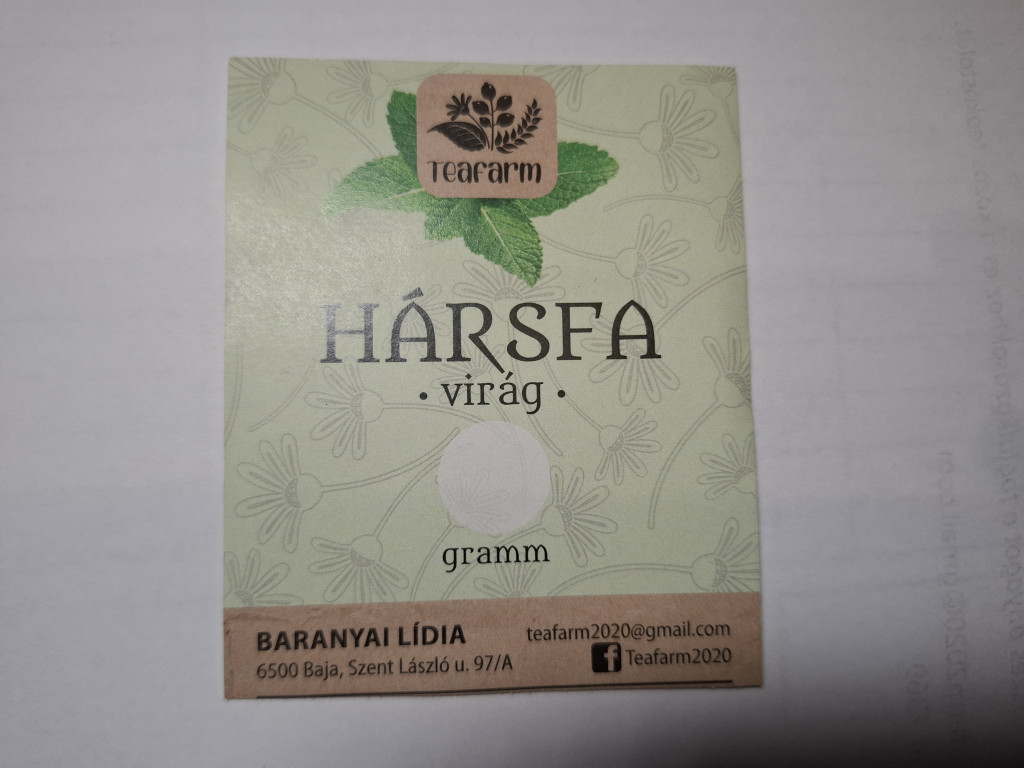 Teafarm
HÁRSFA
• virág •
gramm
BARANYAI LÍDIA
6500 Baja, Szent László u. 97/A
teafarm2020@gmail.com
Teafarm2020